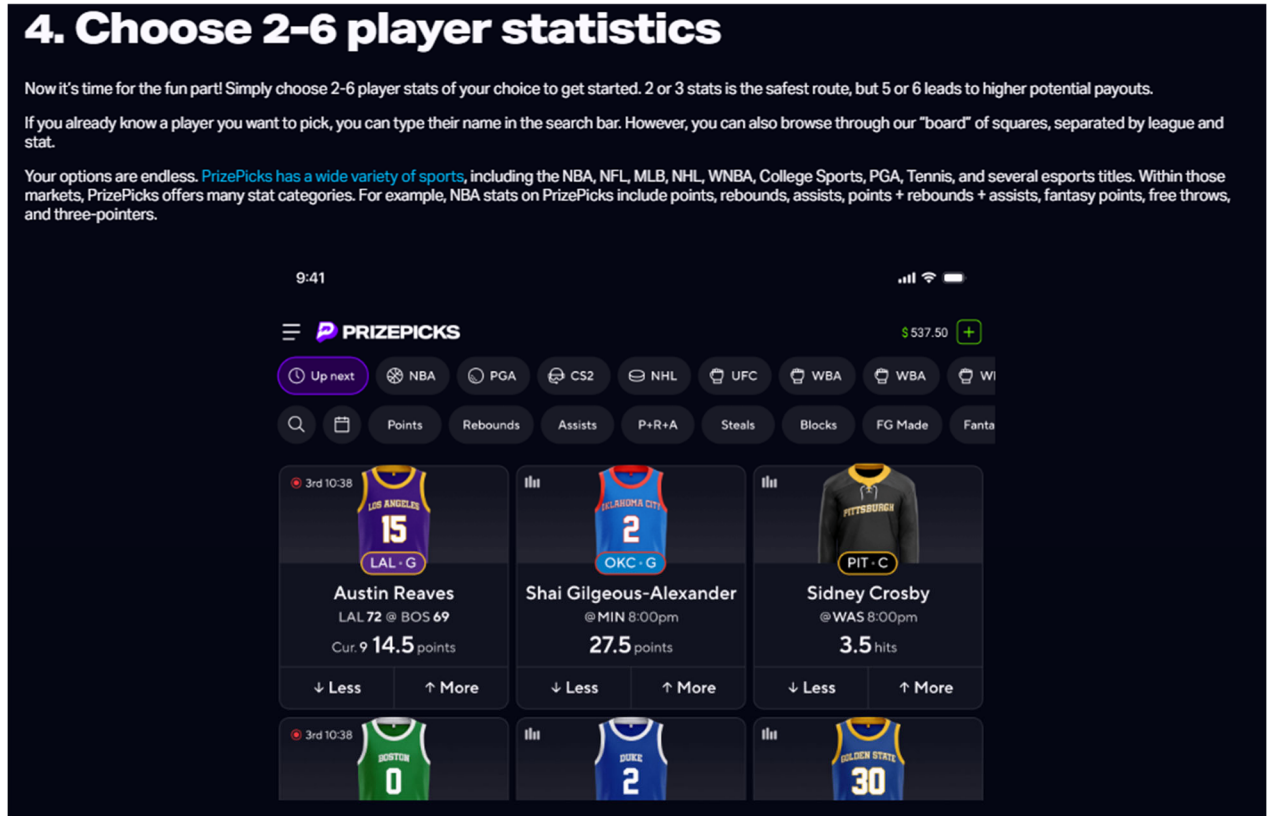 4. Choose 2-6 player statistics
Now it's time for the fun part! Simply choose 2-6 player stats of your choice to get started. 2 or 3 stats is the safest route, but 5 or 6 leads to higher potential payouts.
If you already know a player you want to pick, you can type their name in the search bar. However, you can also browse through our "board" of squares, separated by league and
stat.
Your options are endless. PrizePicks has a wide variety of sports, including the NBA, NFL, MLB, NHL, WNBA, College Sports, PGA, Tennis, and several esports titles. Within those
markets, PrizePicks offers many stat categories. For example, NBA stats on PrizePicks include points, rebounds, assists, points + rebounds + assists, fantasy points, free throws,
and three-pointers.
9:41
PRIZEPICKS $ 537.50 +
Up next NBA PGA CS2 NHL UFC WBA WBA WI
Points Rebounds Assists P+R+A Steals Blocks FG Made Fanta
3rd 10:38
LOS ANGELES OKLAHOMA CITY PITTSBURGH
15 2
LAL • G OKC • G PIT • C
Austin Reaves Shai Gilgeous-Alexander Sidney Crosby
LAL 72 @ BOS 69 @ MIN 8:00pm @ WAS 8:00pm
Cur. 9 14.5 points 27.5 points 3.5 hits
↓ Less ↑ More ↓ Less ↑ More ↓ Less ↑ More
3rd 10:38
BOSTON DUKE GOLDEN STATE
0 2 30